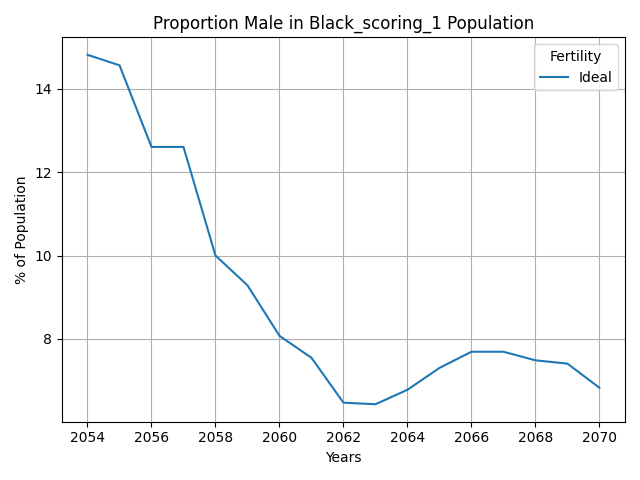 Proportion Male in Black_scoring_1 Population
Fertility
Ideal
% of Population
14
12
10
8
2054 2056 2058 2060 2062 2064 2066 2068 2070
Years